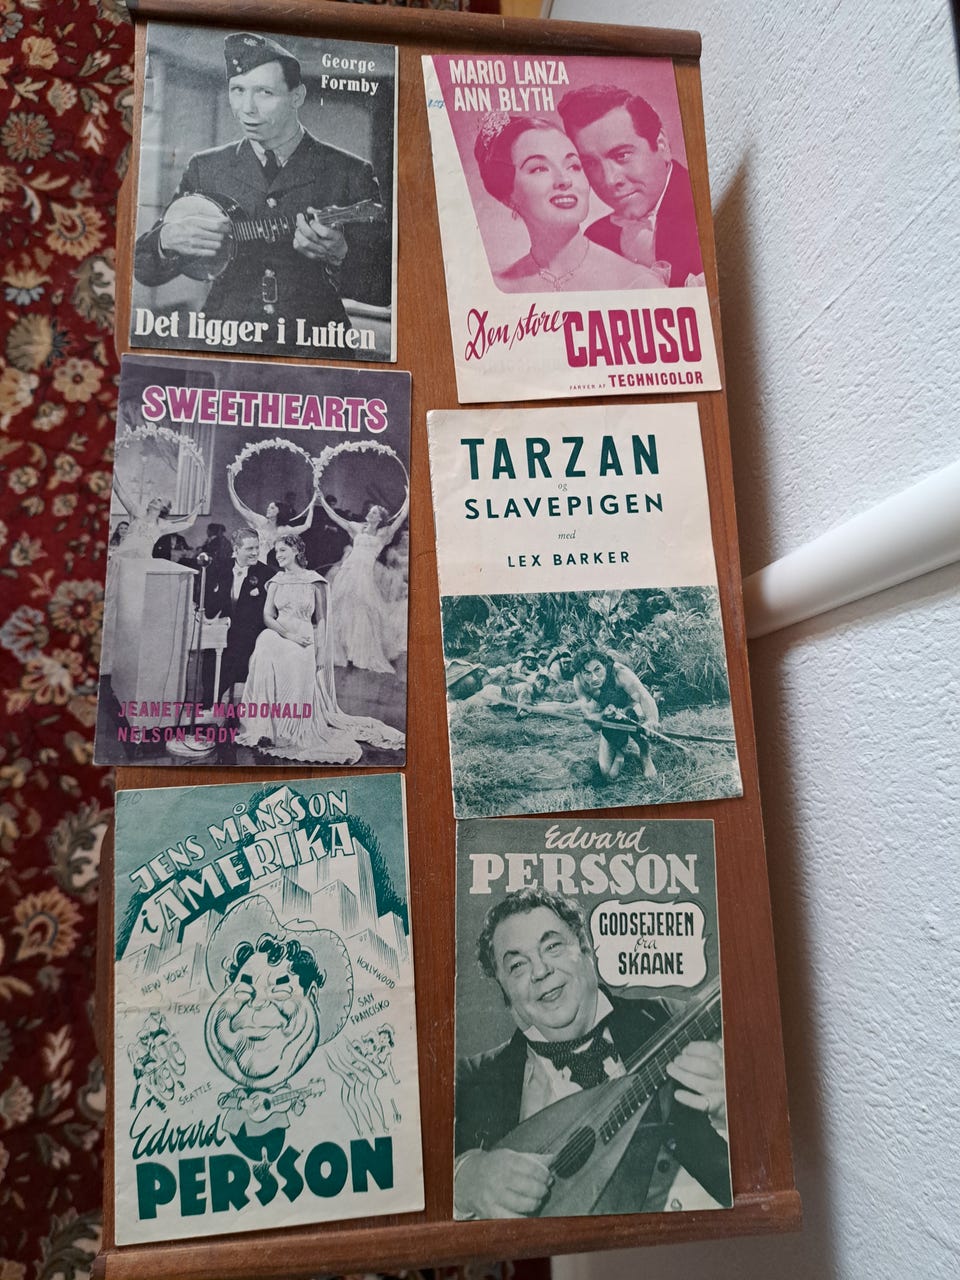 George
Formby
Det ligger i Luften
MARIO LANZA
ANN BLYTH
Den store
CARUSO
FARVER AF TECHNICOLOR
SWEETHEARTS
JEANETTE MACDONALD
NELSON EDDY
TARZAN
og
SLAVEPIGEN
med
LEX BARKER
JENS MÅNSSON
i AMERIKA
NEW YORK
TEXAS
SEATTLE
HOLLYWOOD
SAN
FRANCISKO
Edvard
PERSSON
Edvard
PERSSON
GODSEJEREN
fra
SKAANE